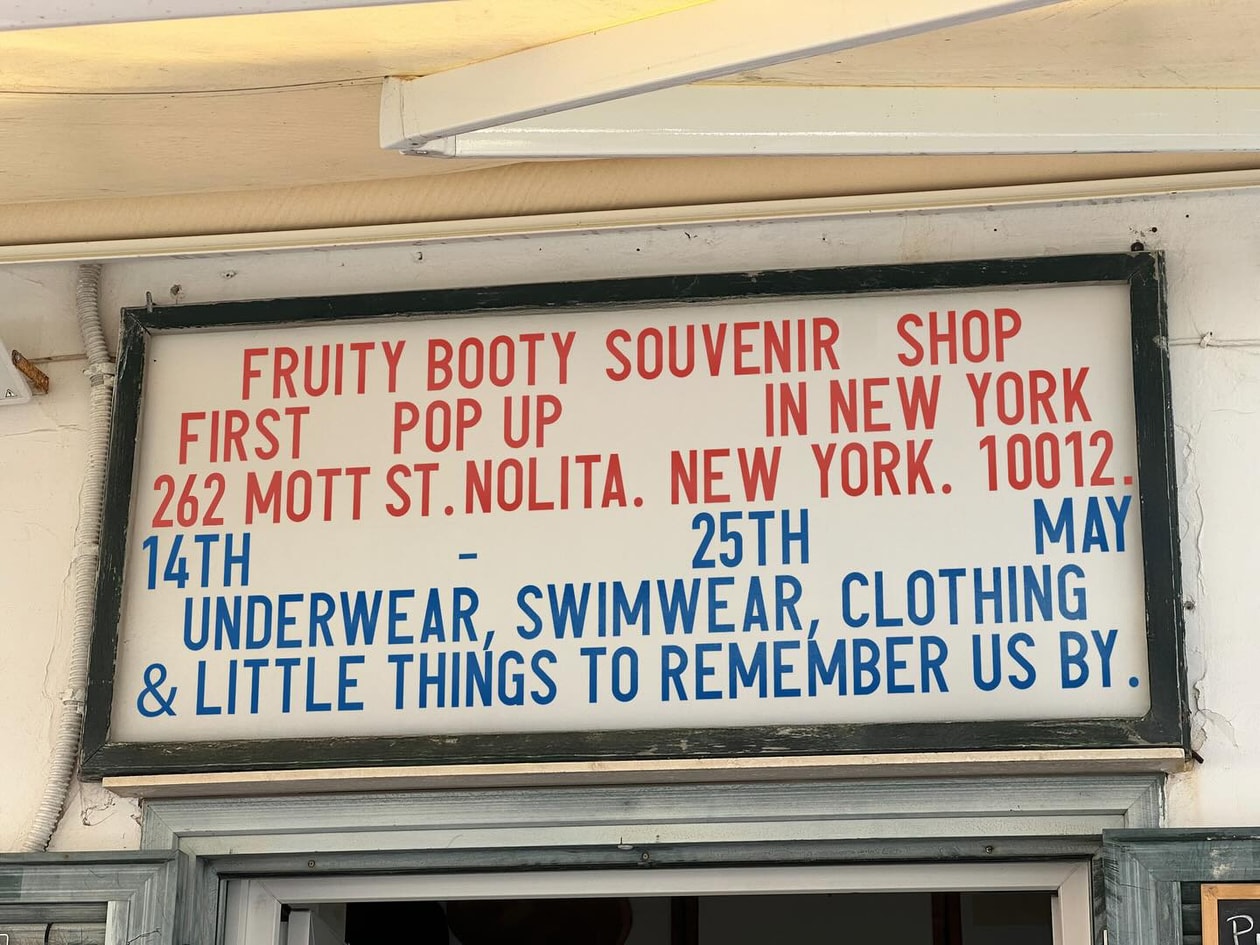 FRUITY BOOTY SOUVENIR SHOP
FIRST POP UP IN NEW YORK
262 MOTT ST. NOLITA. NEW YORK. 10012.
14TH - 25TH MAY
UNDERWEAR, SWIMWEAR, CLOTHING
& LITTLE THINGS TO REMEMBER US BY.